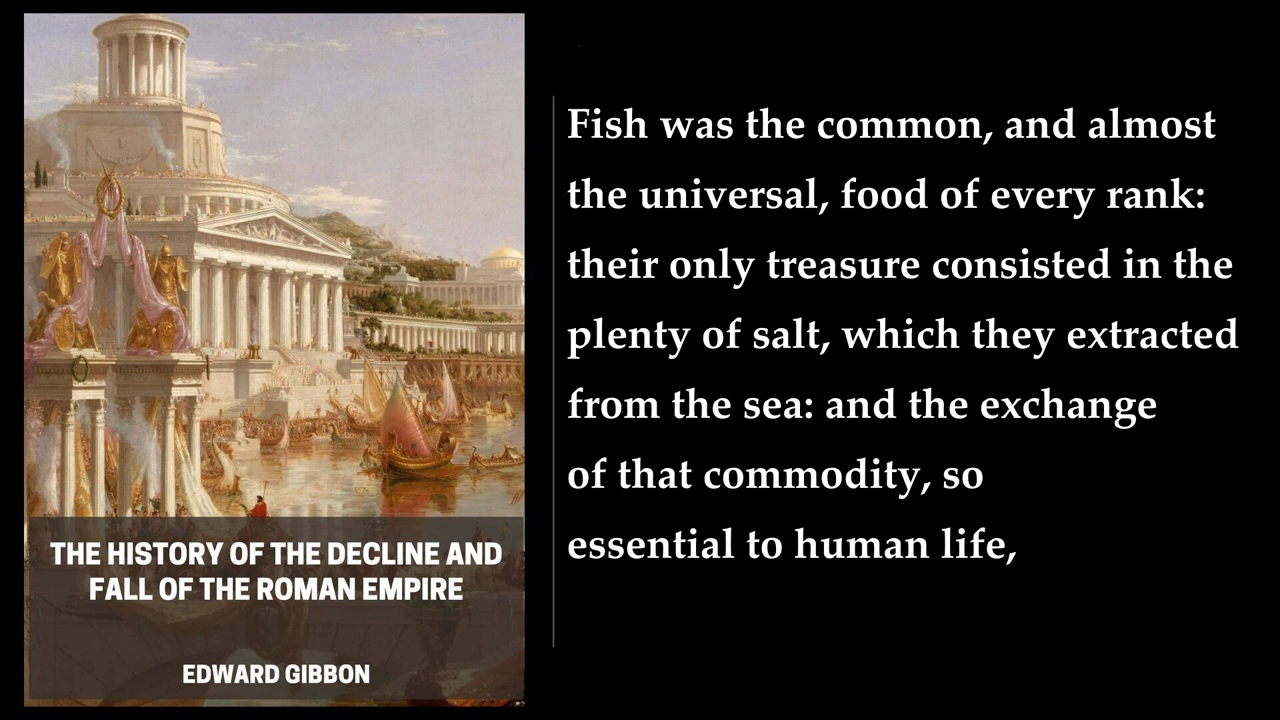 THE HISTORY OF THE DECLINE AND
FALL OF THE ROMAN EMPIRE
EDWARD GIBBON
Fish was the common, and almost
the universal, food of every rank:
their only treasure consisted in the
plenty of salt, which they extracted
from the sea: and the exchange
of that commodity, so
essential to human life,